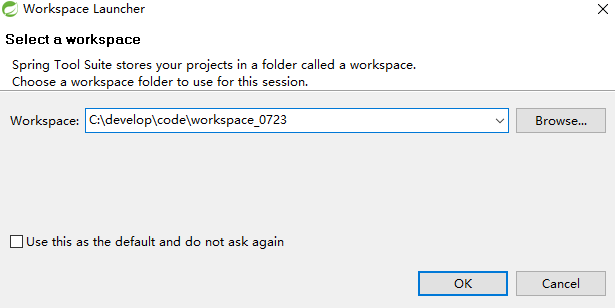 Workspace Launcher
Select a workspace
Spring Tool Suite stores your projects in a folder called a workspace.
Choose a workspace folder to use for this session.
Workspace: C:\develop\code\workspace_0723 Browse...
Use this as the default and do not ask again
OK Cancel